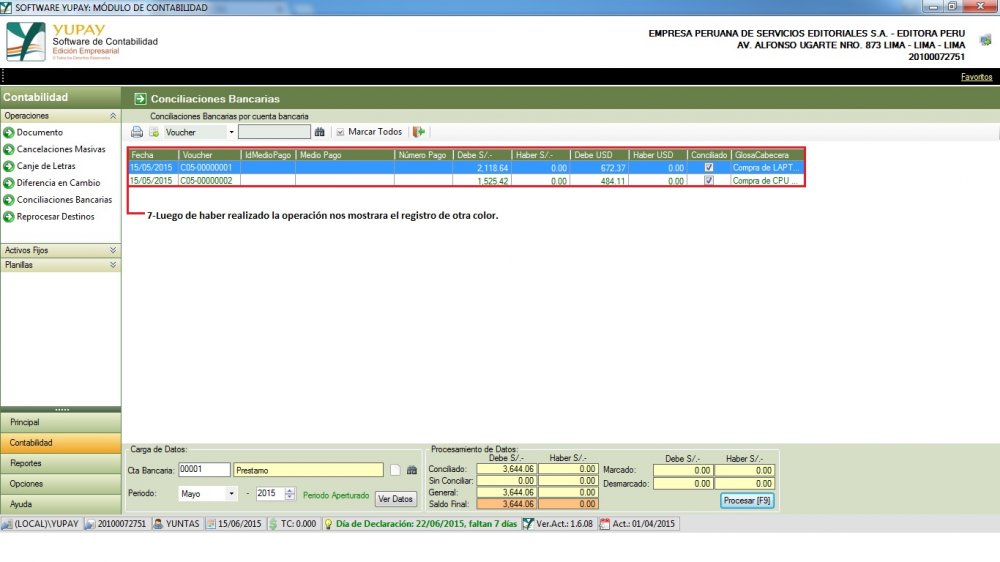 SOFTWARE YUPAY: MÓDULO DE CONTABILIDAD
YUPAY
Software de Contabilidad
Edición Empresarial
© Todos los Derechos Reservados
EMPRESA PERUANA DE SERVICIOS EDITORIALES S.A. - EDITORA PERU
AV. ALFONSO UGARTE NRO. 873 LIMA - LIMA - LIMA
20100072751
Favoritos
Contabilidad
Operaciones
Documento
Cancelaciones Masivas
Canje de Letras
Diferencia en Cambio
Conciliaciones Bancarias
Reprocesar Destinos
Activos Fijos
Planillas
Principal
Contabilidad
Reportes
Opciones
Ayuda
Conciliaciones Bancarias
Conciliaciones Bancarias por cuenta bancaria
Voucher Marcar Todos
Fecha Voucher IdMedioPago Medio Pago Número Pago Debe S/.- Haber S/.- Debe USD Haber USD Conciliado GlosaCabecera
15/05/2015 C05-00000001 2,118.64 0.00 672.37 0.00 Compra de LAPT...
15/05/2015 C05-00000002 1,525.42 0.00 484.11 0.00 Compra de CPU ...
7-Luego de haber realizado la operación nos mostrara el registro de otra color.
Carga de Datos:
Cta Bancaria: 00001 Prestamo
Periodo: Mayo - 2015 Periodo Aperturado Ver Datos
Procesamiento de Datos:
Debe S/.- Haber S/.-
Conciliado: 3,644.06 0.00
Sin Conciliar: 0.00 0.00
General: 3,644.06 0.00
Saldo Final: 3,644.06 0.00
Debe S/.- Haber S/.-
Marcado: 0.00 0.00
Desmarcado: 0.00 0.00
Procesar [F9]
(LOCAL)\YUPAY 20100072751 YUNTAS 15/06/2015 TC: 0.000 Día de Declaración: 22/06/2015, faltan 7 días Ver.Act.: 1.6.08 Act.: 01/04/2015